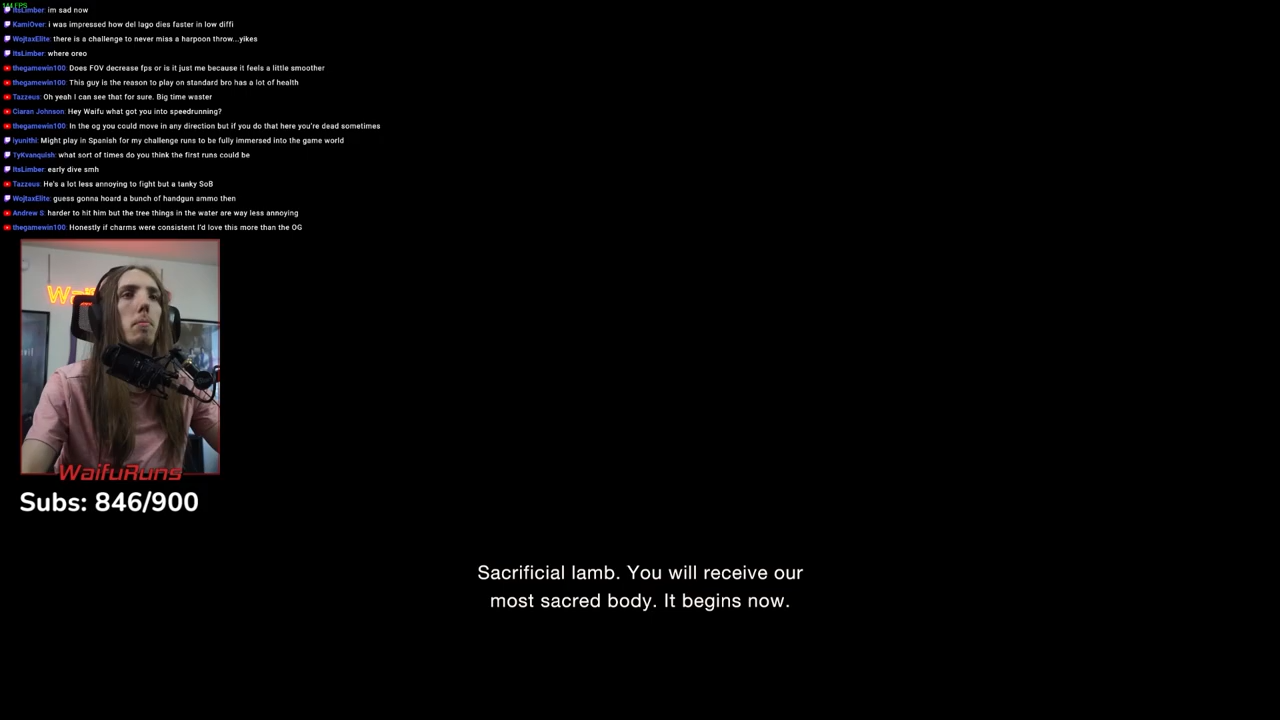 144 FPS
ItsLimber: im sad now
KamiOver: i was impressed how del lago dies faster in low diffi
WojtaxElite: there is a challenge to never miss a harpoon throw...yikes
ItsLimber: where oreo
thegamewin100: Does FOV decrease fps or is it just me because it feels a little smoother
thegamewin100: This guy is the reason to play on standard bro has a lot of health
Tazzeus: Oh yeah I can see that for sure. Big time waster
Ciaran Johnson: Hey Waifu what got you into speedrunning?
thegamewin100: In the og you could move in any direction but if you do that here you're dead sometimes
iyunithi: Might play in Spanish for my challenge runs to be fully immersed into the game world
TyKvanquish: what sort of times do you think the first runs could be
ItsLimber: early dive smh
Tazzeus: He's a lot less annoying to fight but a tanky SoB
WojtaxElite: guess gonna hoard a bunch of handgun ammo then
Andrew S: harder to hit him but the tree things in the water are way less annoying
thegamewin100: Honestly if charms were consistent I'd love this more than the OG
WaifuRuns
Subs: 846/900
Sacrificial lamb. You will receive our
most sacred body. It begins now.